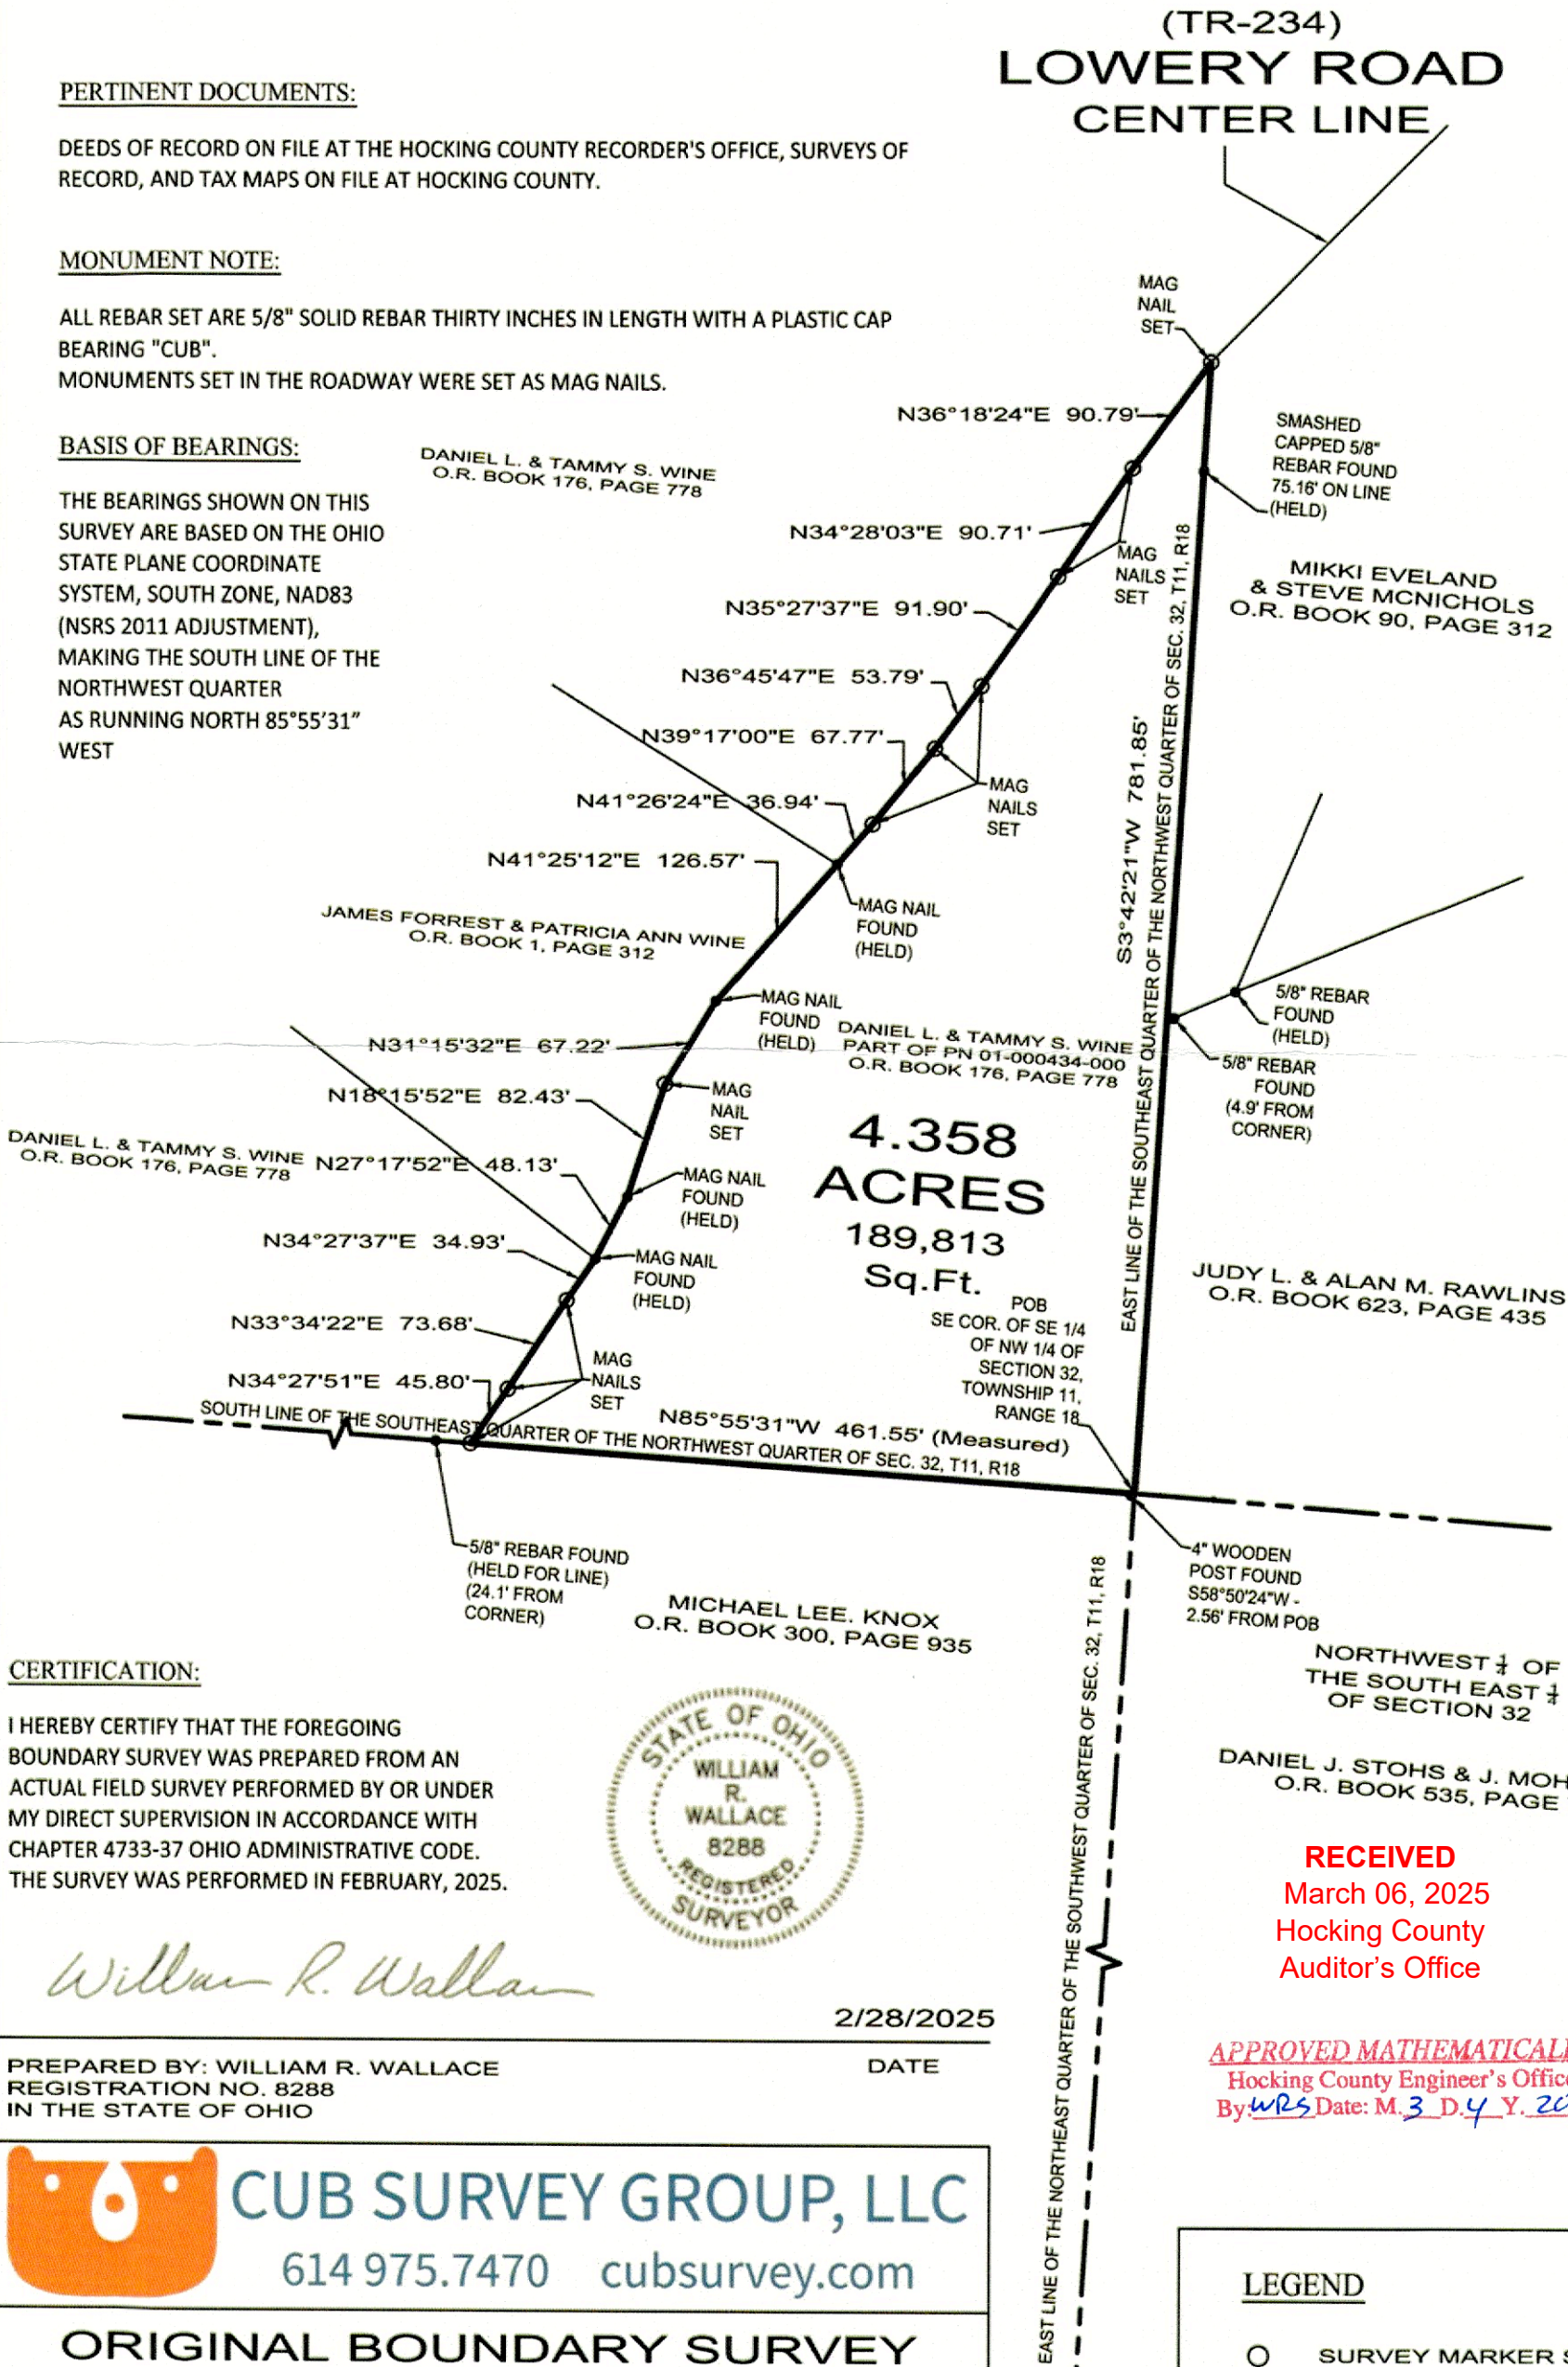 (TR-234)
LOWERY ROAD
CENTER LINE
PERTINENT DOCUMENTS:
DEEDS OF RECORD ON FILE AT THE HOCKING COUNTY RECORDER'S OFFICE, SURVEYS OF
RECORD, AND TAX MAPS ON FILE AT HOCKING COUNTY.
MONUMENT NOTE:
ALL REBAR SET ARE 5/8" SOLID REBAR THIRTY INCHES IN LENGTH WITH A PLASTIC CAP
BEARING "CUB".
MONUMENTS SET IN THE ROADWAY WERE SET AS MAG NAILS.
BASIS OF BEARINGS:
THE BEARINGS SHOWN ON THIS
SURVEY ARE BASED ON THE OHIO
STATE PLANE COORDINATE
SYSTEM, SOUTH ZONE, NAD83
(NSRS 2011 ADJUSTMENT),
MAKING THE SOUTH LINE OF THE
NORTHWEST QUARTER
AS RUNNING NORTH 85°55'31”
WEST
DANIEL L. & TAMMY S. WINE
O.R. BOOK 176, PAGE 778
MAG
NAIL
SET
N36°18'24"E 90.79'
SMASHED
CAPPED 5/8"
REBAR FOUND
75.16' ON LINE
(HELD)
N34°28'03"E 90.71'
MAG
NAILS
SET
MIKKI EVELAND
& STEVE MCNICHOLS
O.R. BOOK 90, PAGE 312
N35°27'37"E 91.90'
N36°45'47"E 53.79'
N39°17'00"E 67.77'
N41°26'24"E 36.94'
MAG
NAILS
SET
S3°42'21"W 781.85'
EAST LINE OF THE SOUTHEAST QUARTER OF THE NORTHWEST QUARTER OF SEC. 32, T11, R18
N41°25'12"E 126.57'
MAG NAIL
FOUND
(HELD)
JAMES FORREST & PATRICIA ANN WINE
O.R. BOOK 1, PAGE 312
MAG NAIL
FOUND
(HELD)
DANIEL L. & TAMMY S. WINE
PART OF PN 01-000434-000
O.R. BOOK 176, PAGE 778
5/8" REBAR
FOUND
(HELD)
5/8" REBAR
FOUND
(4.9' FROM
CORNER)
N31°15'32"E 67.22'
N18°15'52"E 82.43'
MAG
NAIL
SET
4.358
ACRES
189,813
Sq.Ft.
DANIEL L. & TAMMY S. WINE
O.R. BOOK 176, PAGE 778
N27°17'52"E 48.13'
MAG NAIL
FOUND
(HELD)
N34°27'37"E 34.93'
MAG NAIL
FOUND
(HELD)
JUDY L. & ALAN M. RAWLINS
O.R. BOOK 623, PAGE 435
POB
SE COR. OF SE 1/4
OF NW 1/4 OF
SECTION 32,
TOWNSHIP 11,
RANGE 18
N33°34'22"E 73.68'
MAG
NAILS
SET
N34°27'51"E 45.80'
N85°55'31"W 461.55' (Measured)
SOUTH LINE OF THE SOUTHEAST QUARTER OF THE NORTHWEST QUARTER OF SEC. 32, T11, R18
5/8" REBAR FOUND
(HELD FOR LINE)
(24.1' FROM
CORNER)
4" WOODEN
POST FOUND
S58°50'24"W -
2.56' FROM POB
MICHAEL LEE. KNOX
O.R. BOOK 300, PAGE 935
NORTHWEST ¼ OF
THE SOUTH EAST ¼
OF SECTION 32
DANIEL J. STOHS & J. MOH
O.R. BOOK 535, PAGE
EAST LINE OF THE NORTHEAST QUARTER OF THE SOUTHWEST QUARTER OF SEC. 32, T11, R18
CERTIFICATION:
I HEREBY CERTIFY THAT THE FOREGOING
BOUNDARY SURVEY WAS PREPARED FROM AN
ACTUAL FIELD SURVEY PERFORMED BY OR UNDER
MY DIRECT SUPERVISION IN ACCORDANCE WITH
CHAPTER 4733-37 OHIO ADMINISTRATIVE CODE.
THE SURVEY WAS PERFORMED IN FEBRUARY, 2025.
STATE OF OHIO
WILLIAM
R.
WALLACE
8288
REGISTERED
SURVEYOR
RECEIVED
March 06, 2025
Hocking County
Auditor’s Office
William R. Wallace
2/28/2025
DATE
PREPARED BY: WILLIAM R. WALLACE
REGISTRATION NO. 8288
IN THE STATE OF OHIO
APPROVED MATHEMATICALL
Hocking County Engineer's Office
By: WRS Date: M. 3 D. 4 Y. 20
CUB SURVEY GROUP, LLC
614 975.7470 cubsurvey.com
ORIGINAL BOUNDARY SURVEY
LEGEND
SURVEY MARKER S